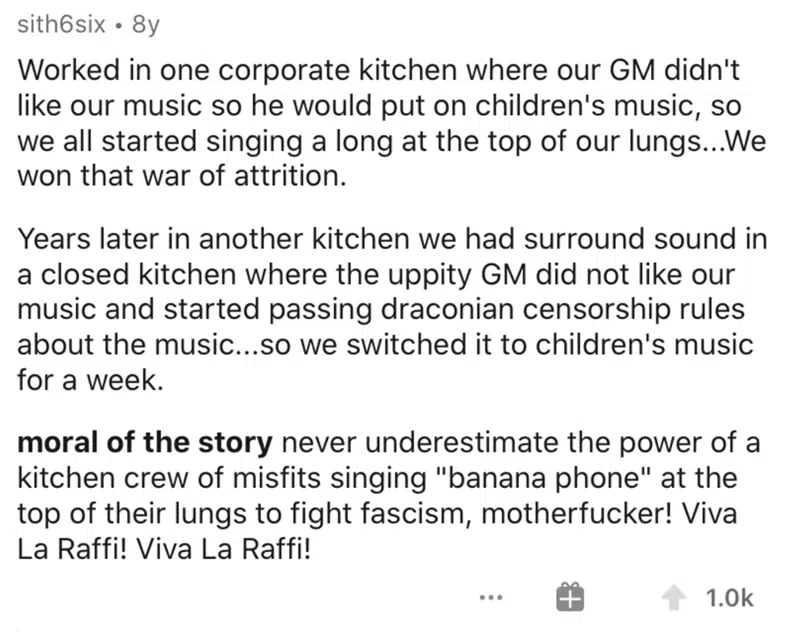 sith6six • 8y
Worked in one corporate kitchen where our GM didn't
like our music so he would put on children's music, so
we all started singing a long at the top of our lungs...We
won that war of attrition.
Years later in another kitchen we had surround sound in
a closed kitchen where the uppity GM did not like our
music and started passing draconian censorship rules
about the music...so we switched it to children's music
for a week.
moral of the story never underestimate the power of a
kitchen crew of misfits singing "banana phone" at the
top of their lungs to fight fascism, motherfucker! Viva
La Raffi! Viva La Raffi!
1.0k